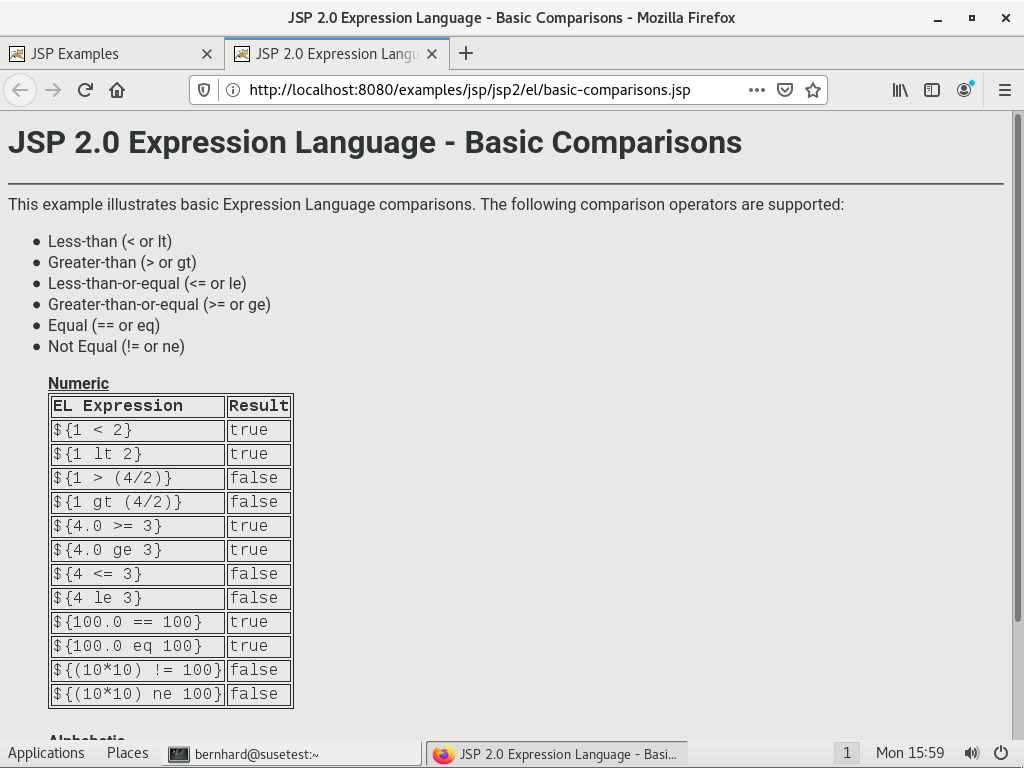 JSP 2.0 Expression Language - Basic Comparisons - Mozilla Firefox
JSP Examples
JSP 2.0 Expression Langu
http://localhost:8080/examples/jsp/jsp2/el/basic-comparisons.jsp
JSP 2.0 Expression Language - Basic Comparisons
This example illustrates basic Expression Language comparisons. The following comparison operators are supported:
• Less-than (< or lt)
• Greater-than (> or gt)
• Less-than-or-equal (<= or le)
• Greater-than-or-equal (>= or ge)
• Equal (== or eq)
• Not Equal (!= or ne)
Numeric
EL Expression Result
${1 < 2} true
${1 lt 2} true
${1 > (4/2)} false
${1 gt (4/2)} false
${4.0 >= 3} true
${4.0 ge 3} true
${4 <= 3} false
${4 le 3} false
${100.0 == 100} true
${100.0 eq 100} true
${(10*10) != 100} false
${(10*10) ne 100} false
Alphabetic
Applications Places bernhard@susetest:~ JSP 2.0 Expression Language - Basi... 1 Mon 15:59